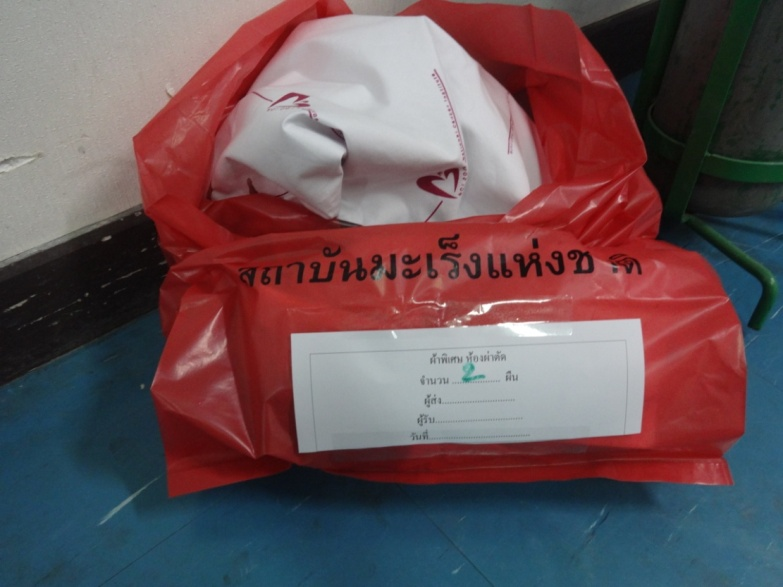 สถาบันมะเร็งแห่งชาติ
ผ้าพิเศษ ห้องผ่าตัด
จำนวน ......2...... ผืน
ผู้ส่ง..............................
ผู้รับ..............................
วันที่..............................